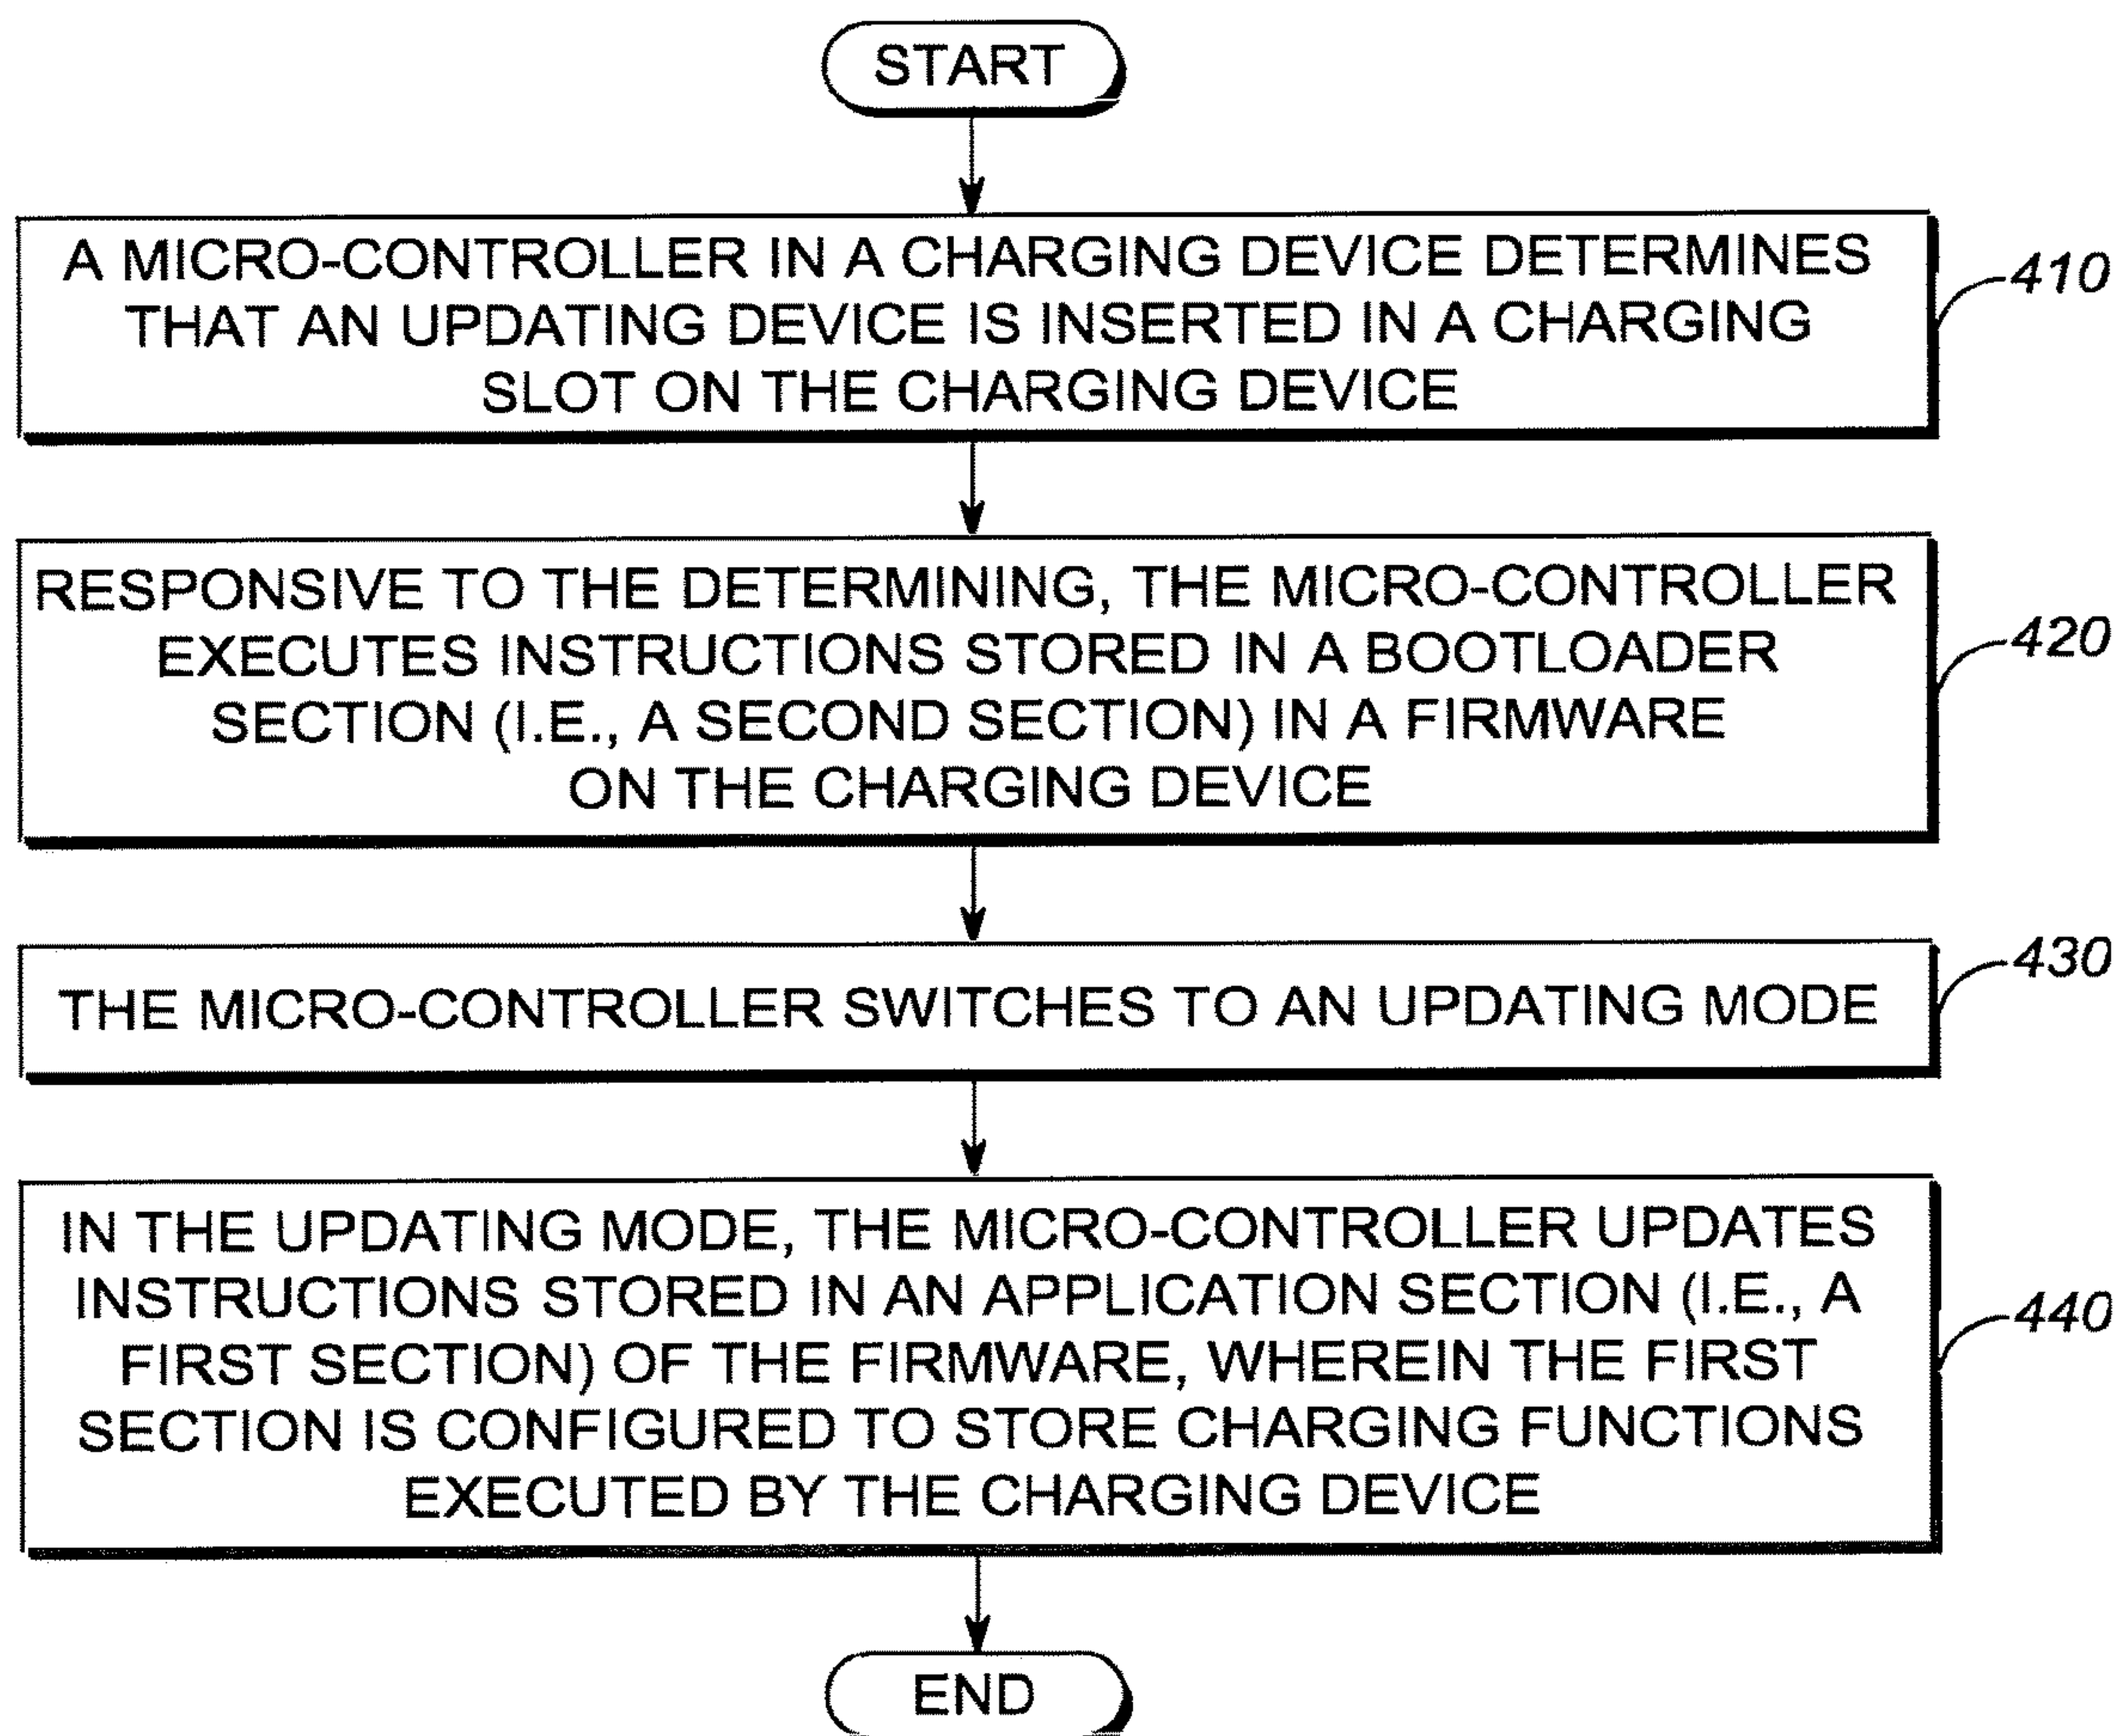 START
A MICRO-CONTROLLER IN A CHARGING DEVICE DETERMINES
THAT AN UPDATING DEVICE IS INSERTED IN A CHARGING
SLOT ON THE CHARGING DEVICE
410
RESPONSIVE TO THE DETERMINING, THE MICRO-CONTROLLER
EXECUTES INSTRUCTIONS STORED IN A BOOTLOADER
SECTION (I.E., A SECOND SECTION) IN A FIRMWARE
ON THE CHARGING DEVICE
420
THE MICRO-CONTROLLER SWITCHES TO AN UPDATING MODE
430
IN THE UPDATING MODE, THE MICRO-CONTROLLER UPDATES
INSTRUCTIONS STORED IN AN APPLICATION SECTION (I.E., A
FIRST SECTION) OF THE FIRMWARE, WHEREIN THE FIRST
SECTION IS CONFIGURED TO STORE CHARGING FUNCTIONS
EXECUTED BY THE CHARGING DEVICE
440
END